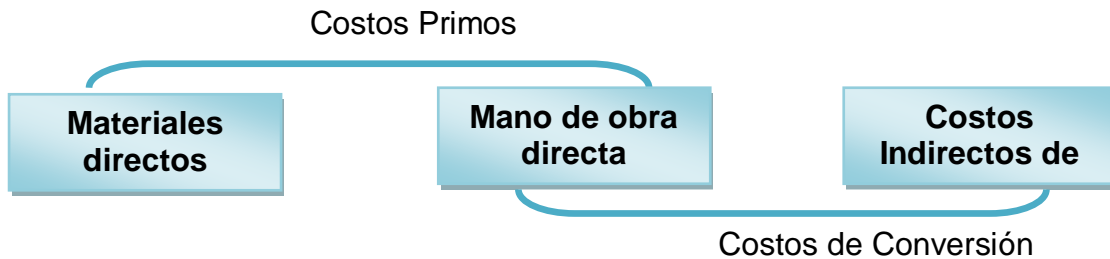 Costos Primos
Materiales
directos
Mano de obra
directa
Costos
Indirectos de
Costos de Conversión